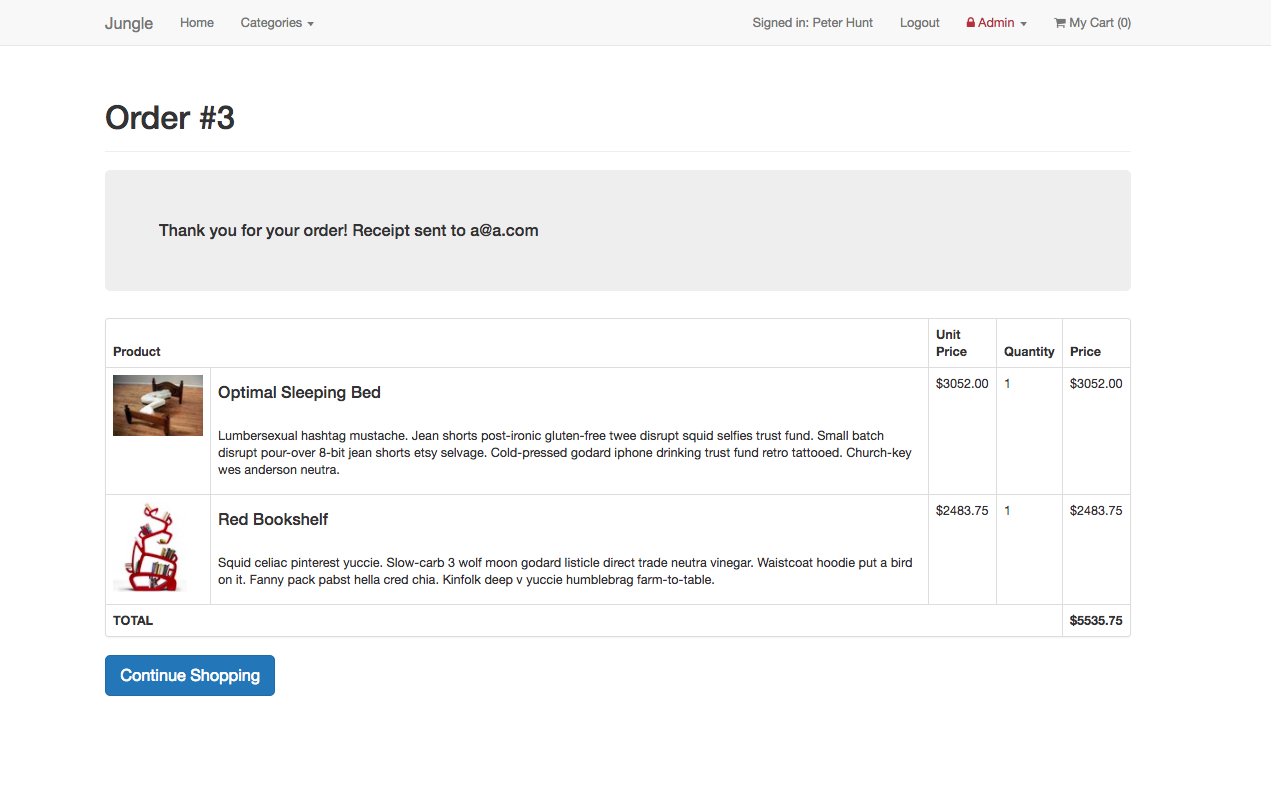 Jungle Home Categories Signed in: Peter Hunt Logout Admin My Cart (0)
Order #3
Thank you for your order! Receipt sent to a@a.com
Product Unit Price Quantity Price
Optimal Sleeping Bed $3052.00 1 $3052.00
Lumbersexual hashtag mustache. Jean shorts post-ironic gluten-free twee disrupt squid selfies trust fund. Small batch
disrupt pour-over 8-bit jean shorts etsy selvage. Cold-pressed godard iphone drinking trust fund retro tattooed. Church-key
wes anderson neutra.
Red Bookshelf $2483.75 1 $2483.75
Squid celiac pinterest yuccie. Slow-carb 3 wolf moon godard listicle direct trade neutra vinegar. Waistcoat hoodie put a bird
on it. Fanny pack pabst hella cred chia. Kinfolk deep v yuccie humblebrag farm-to-table.
TOTAL $5535.75
Continue Shopping